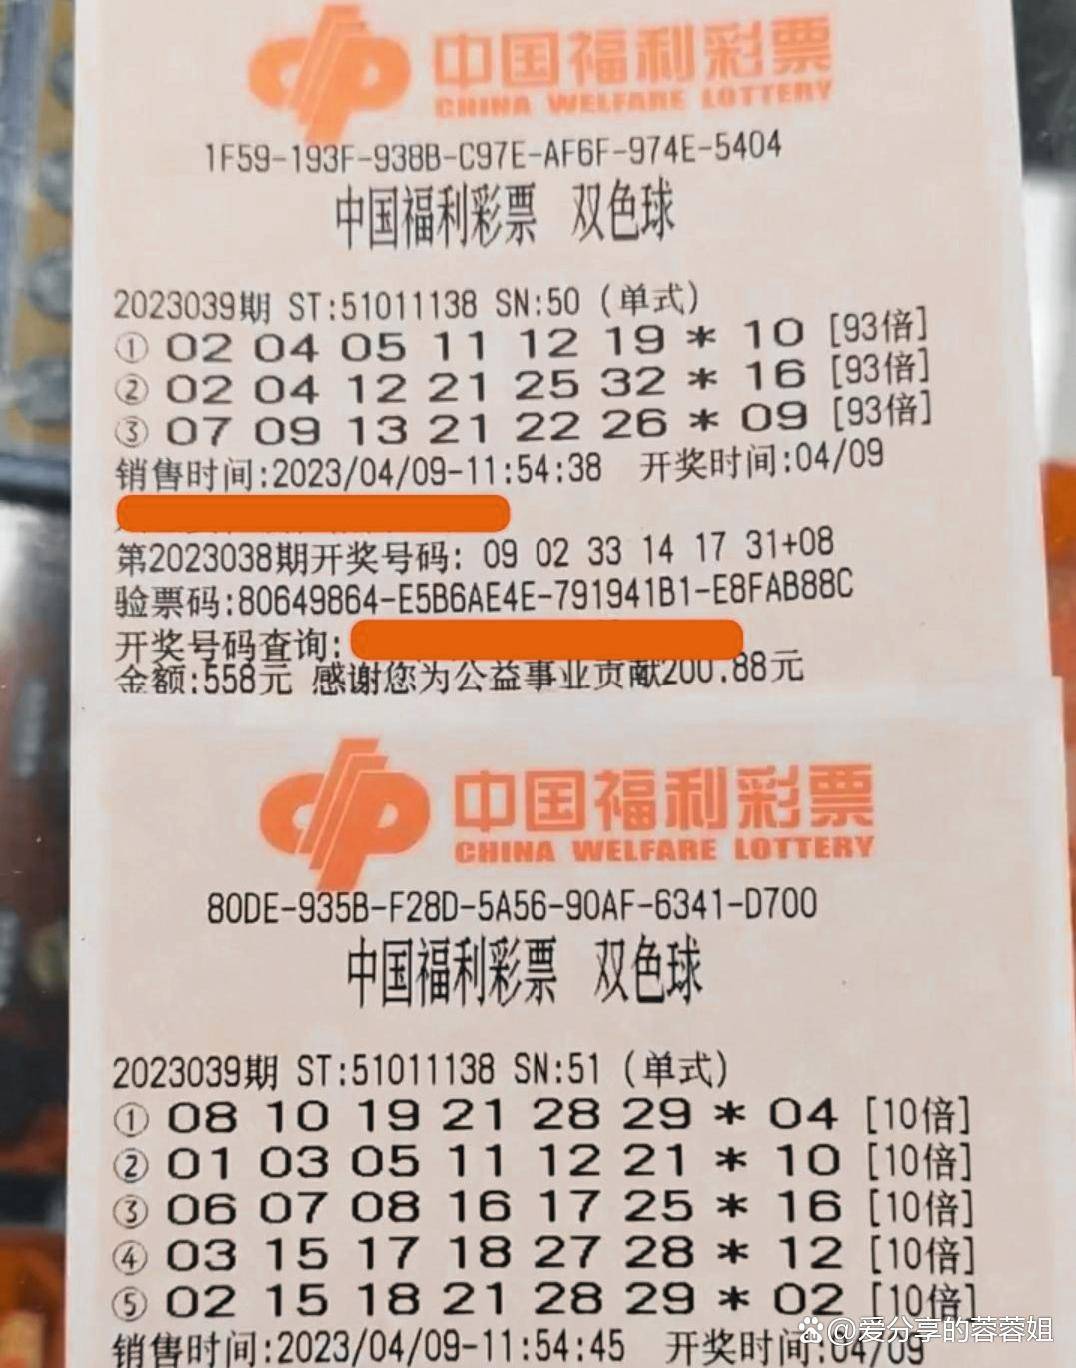 中国福利彩票
CHINA WELFARE LOTTERY
1F59-193F-938B-C97E-AF6F-974E-5404
中国福利彩票 双色球
2023039期 ST:51011138 SN:50 (单式)
① 02 04 05 11 12 19 * 10 [93倍]
② 02 04 12 21 25 32 * 16 [93倍]
③ 07 09 13 21 22 26 * 09 [93倍]
销售时间:2023/04/09-11:54:38 开奖时间:04/09
第2023038期开奖号码: 09 02 33 14 17 31+08
验票码:80649864-E5B6AE4E-791941B1-E8FAB88C
开奖号码查询:
金额:558元 感谢您为公益事业贡献200.88元
中国福利彩票
CHINA WELFARE LOTTERY
80DE-935B-F28D-5A56-90AF-6341-D700
中国福利彩票 双色球
2023039期 ST:51011138 SN:51 (单式)
① 08 10 19 21 28 29 * 04 [10倍]
② 01 03 05 11 12 21 * 10 [10倍]
③ 06 07 08 16 17 25 * 16 [10倍]
④ 03 15 17 18 27 28 * 12 [10倍]
⑤ 02 15 18 21 28 29 * 02 [10倍]
销售时间:2023/04/09-11:54:45 开奖时间:04/09
@爱分享的蓉蓉姐